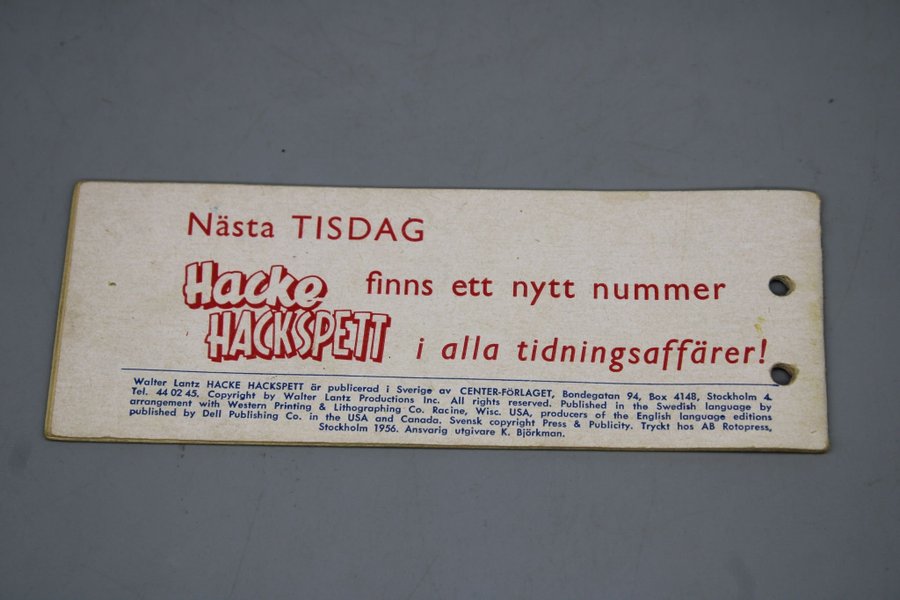 Nästa TISDAG
Hacke finns ett nytt nummer
HACKSPETT i alla tidningsaffärer!
Walter Lantz HACKE HACKSPETT är publicerad i Sverige av CENTER-FÖRLAGET, Bondegatan 94, Box 4148, Stockholm 4.
Tel. 44 02 45. Copyright by Walter Lantz Productions Inc. All rights reserved. Published in the Swedish language by
arrangement with Western Printing & Lithographing Co. Racine, Wisc. USA, producers of the English language editions
published by Dell Publishing Co. in the USA and Canada. Svensk copyright Press & Publicity. Tryckt hos AB Rotopress,
Stockholm 1956. Ansvarig utgivare K. Björkman.